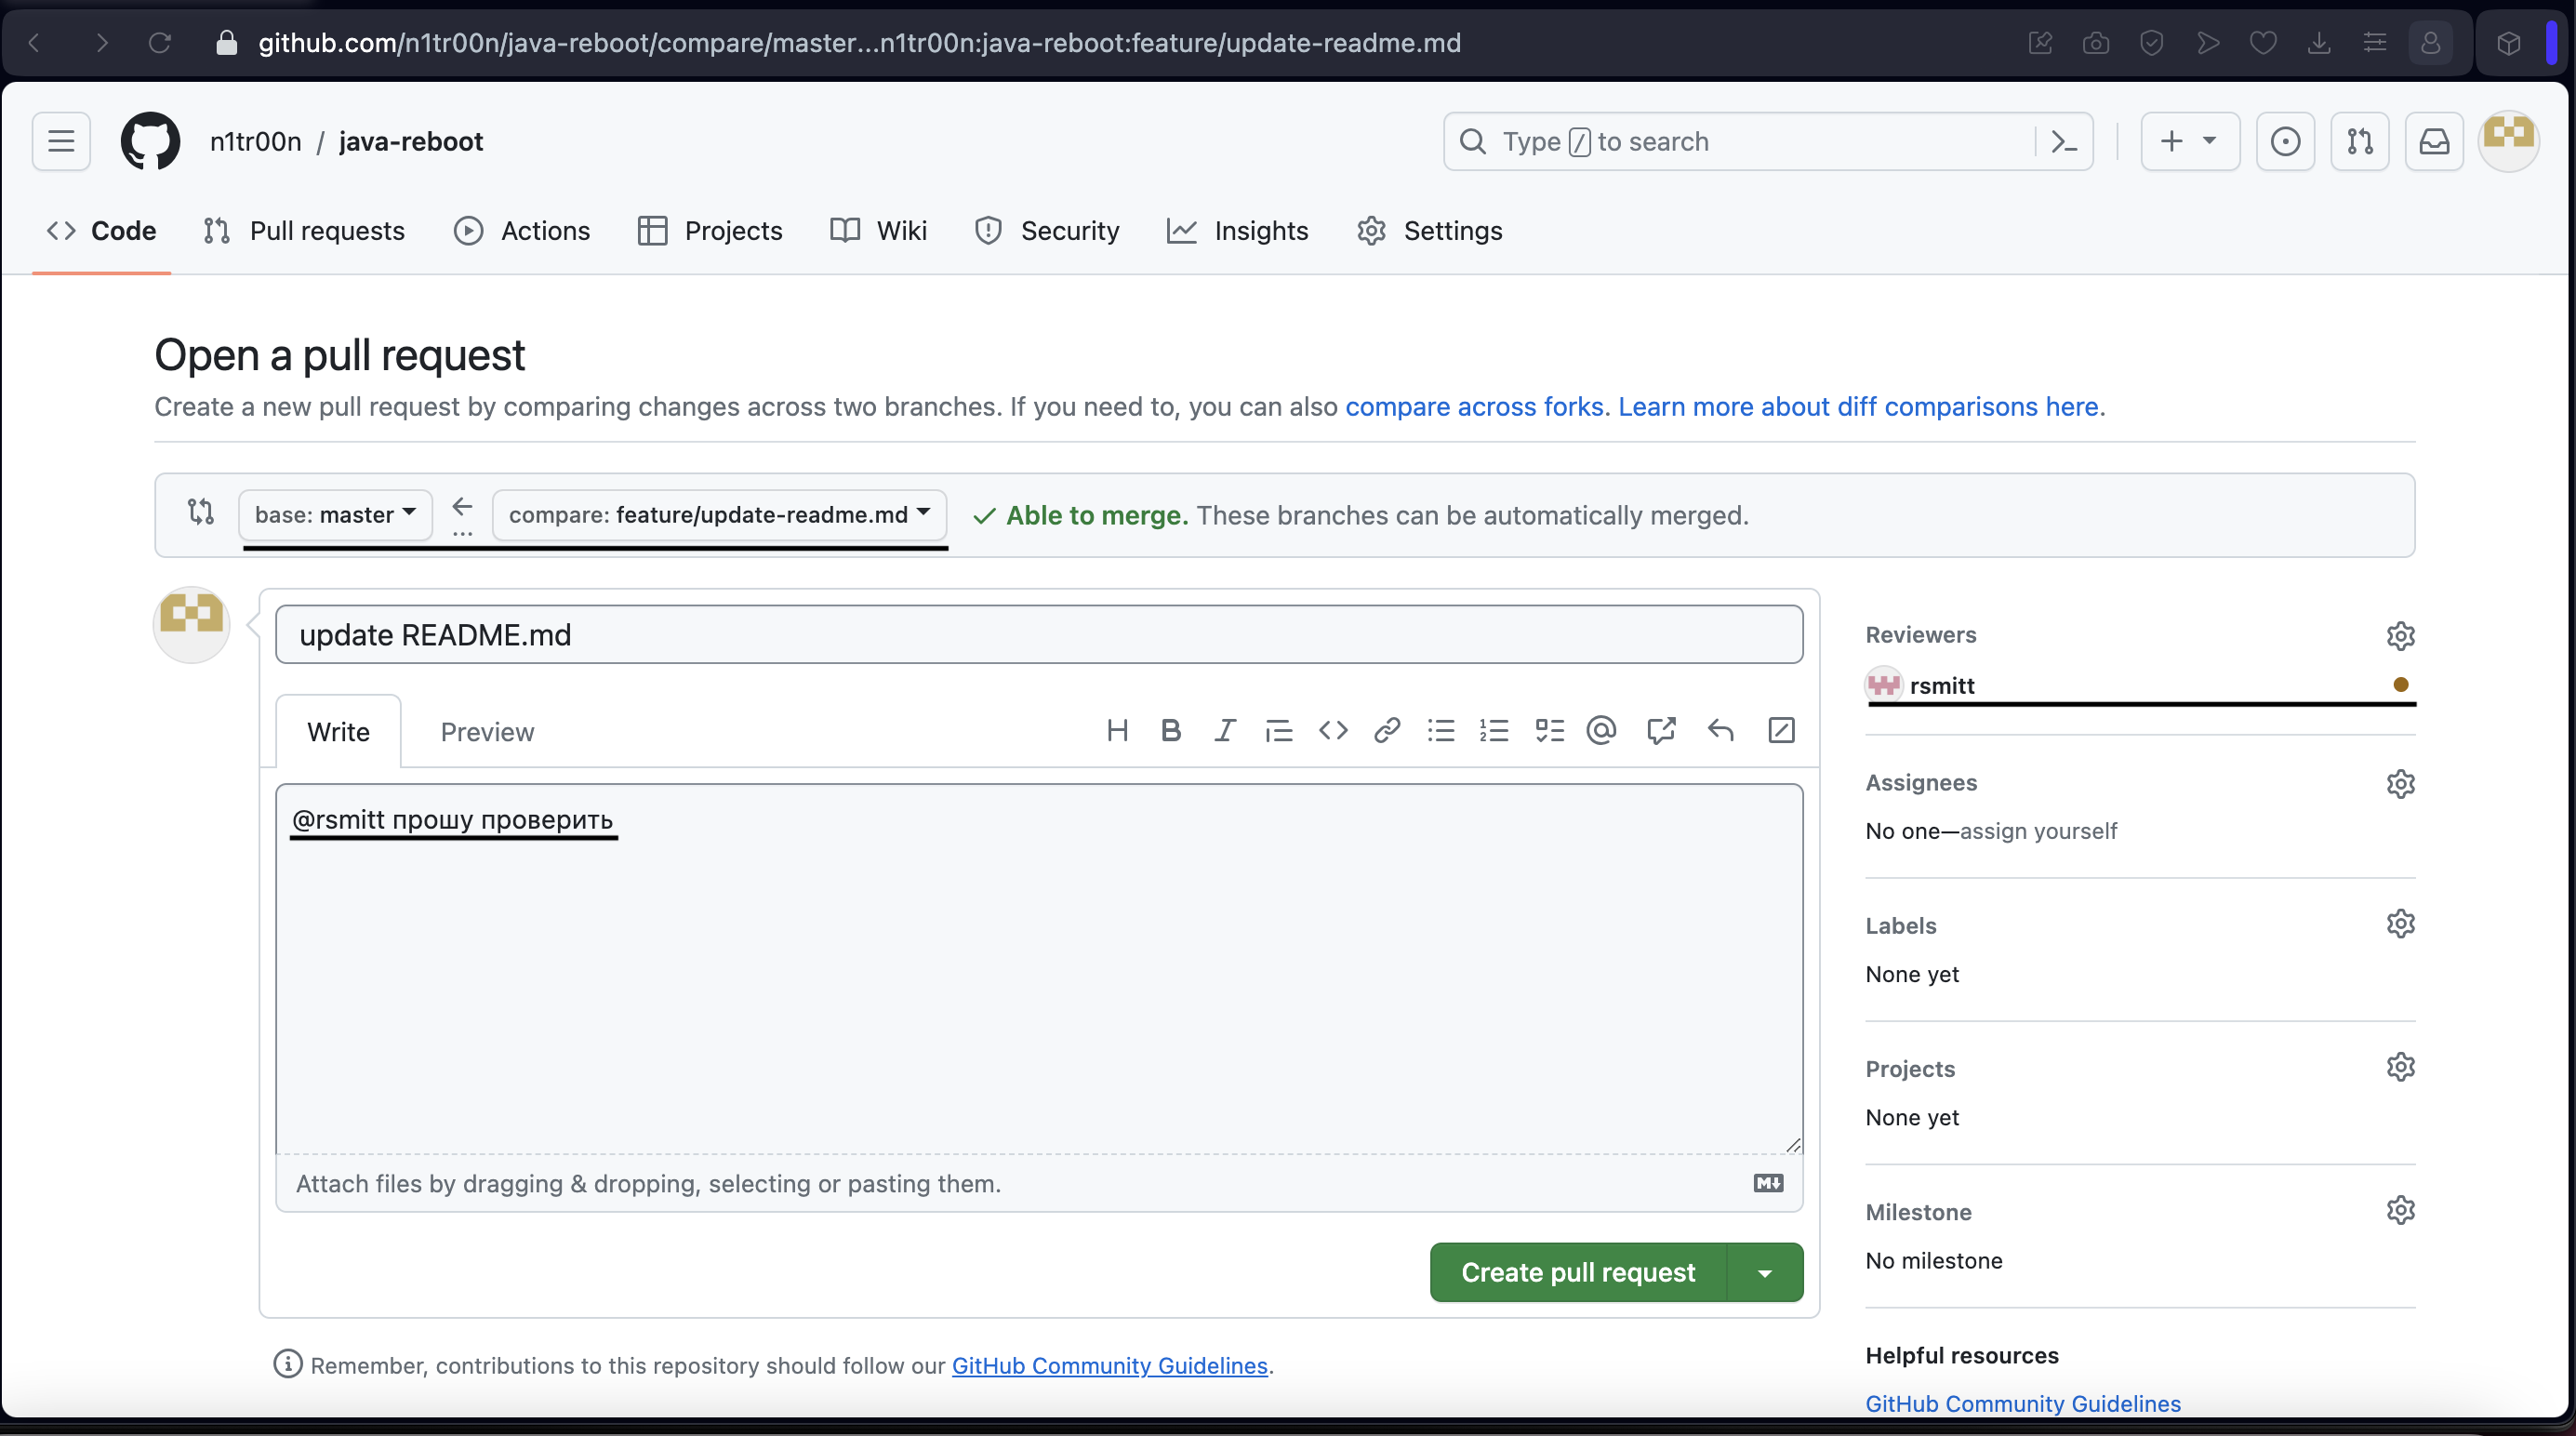 github.com/n1tr00n/java-reboot/compare/master...n1tr00n:java-reboot:feature/update-readme.md
n1tr00n / java-reboot
Type / to search
Code Pull requests Actions Projects Wiki Security Insights Settings
Open a pull request
Create a new pull request by comparing changes across two branches. If you need to, you can also compare across forks. Learn more about diff comparisons here.
base: master ... compare: feature/update-readme.md Able to merge. These branches can be automatically merged.
update README.md
Write Preview
@rsmitt прошу проверить
Attach files by dragging & dropping, selecting or pasting them.
Create pull request
Remember, contributions to this repository should follow our GitHub Community Guidelines.
Reviewers
rsmitt
Assignees
No one—assign yourself
Labels
None yet
Projects
None yet
Milestone
No milestone
Helpful resources
GitHub Community Guidelines